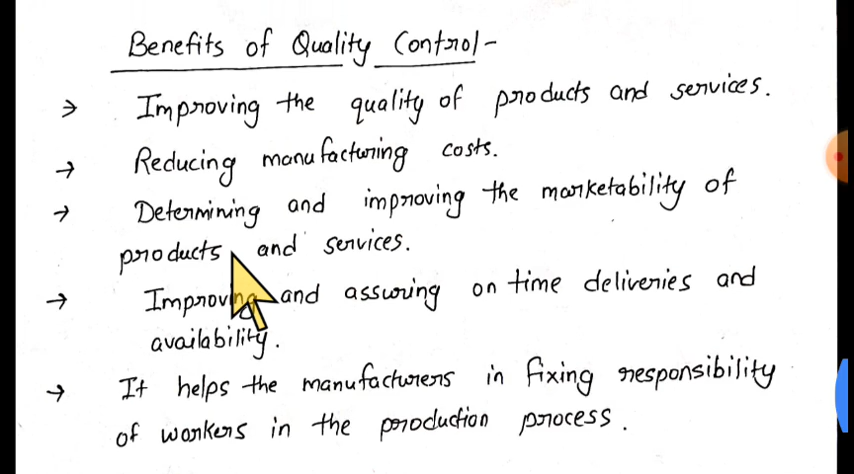 Benefits of Quality Control-
→ Improving the quality of products and services.
→ Reducing manufacturing costs.
→ Determining and improving the marketability of
products and services.
→ Improving and assuring on time deliveries and
availability.
→ It helps the manufacturers in fixing responsibility
of workers in the production process.